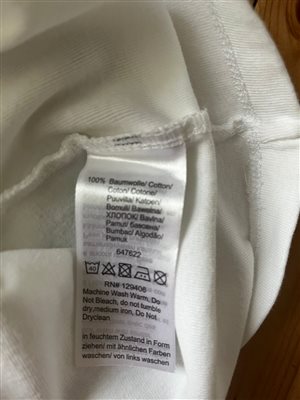 100% Baumwolle/ Cotton/
Coton/ Cotone/
Puuvilla/ Katoen/
Bomull/ Bawełna/
ХЛОПОК/ Bavlna/
Pamut/ бавовна/
Bumbac/ Algodão/
Pamuk
647622
40
RN# 129406
Machine Wash Warm, Do
Not Bleach, do not tumble
dry,medium iron, Do not
Dryclean
in feuchtem Zustand in Form
ziehen/ mit ähnlichen Farben
waschen/ von links waschen